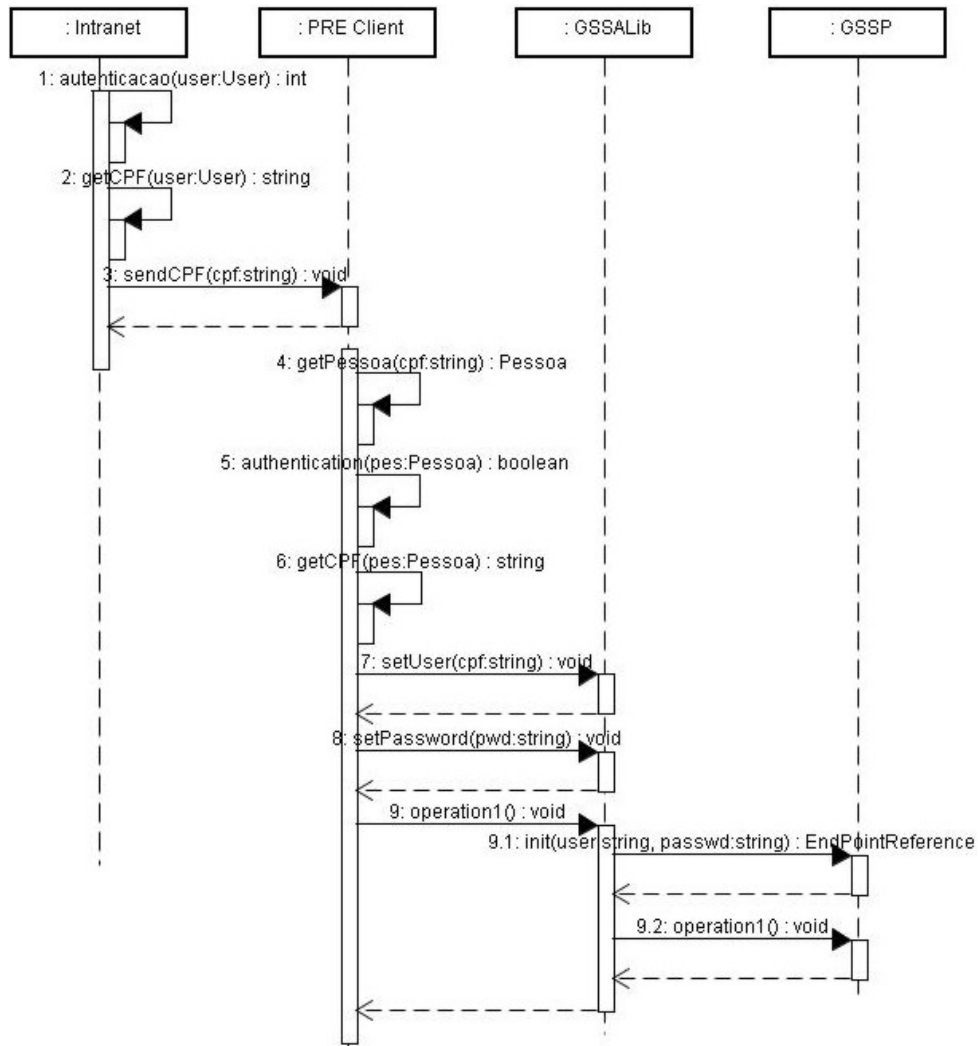 : Intranet
: PRE Client
: GSSALib
: GSSP
1: autenticacao(user:User) : int
2: getCPF(user:User) : string
3: sendCPF(cpf:string) : void
4: getPessoa(cpf:string) : Pessoa
5: authentication(pes:Pessoa) : boolean
6: getCPF(pes:Pessoa) : string
7: setUser(cpf:string) : void
8: setPassword(pwd:string) : void
9: operation1() : void
9.1: init(user:string, passwd:string) : EndPointReference
9.2: operation1() : void